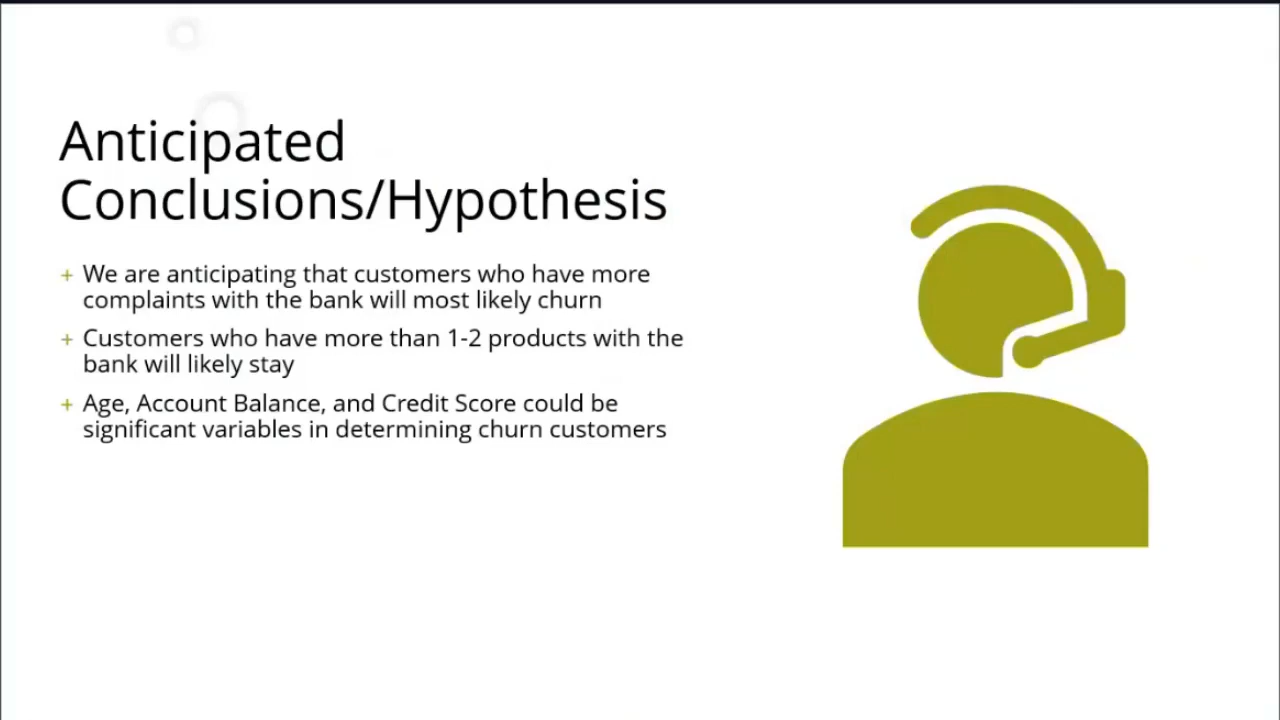 Anticipated
Conclusions/Hypothesis
+ We are anticipating that customers who have more
complaints with the bank will most likely churn
+ Customers who have more than 1-2 products with the
bank will likely stay
+ Age, Account Balance, and Credit Score could be
significant variables in determining churn customers